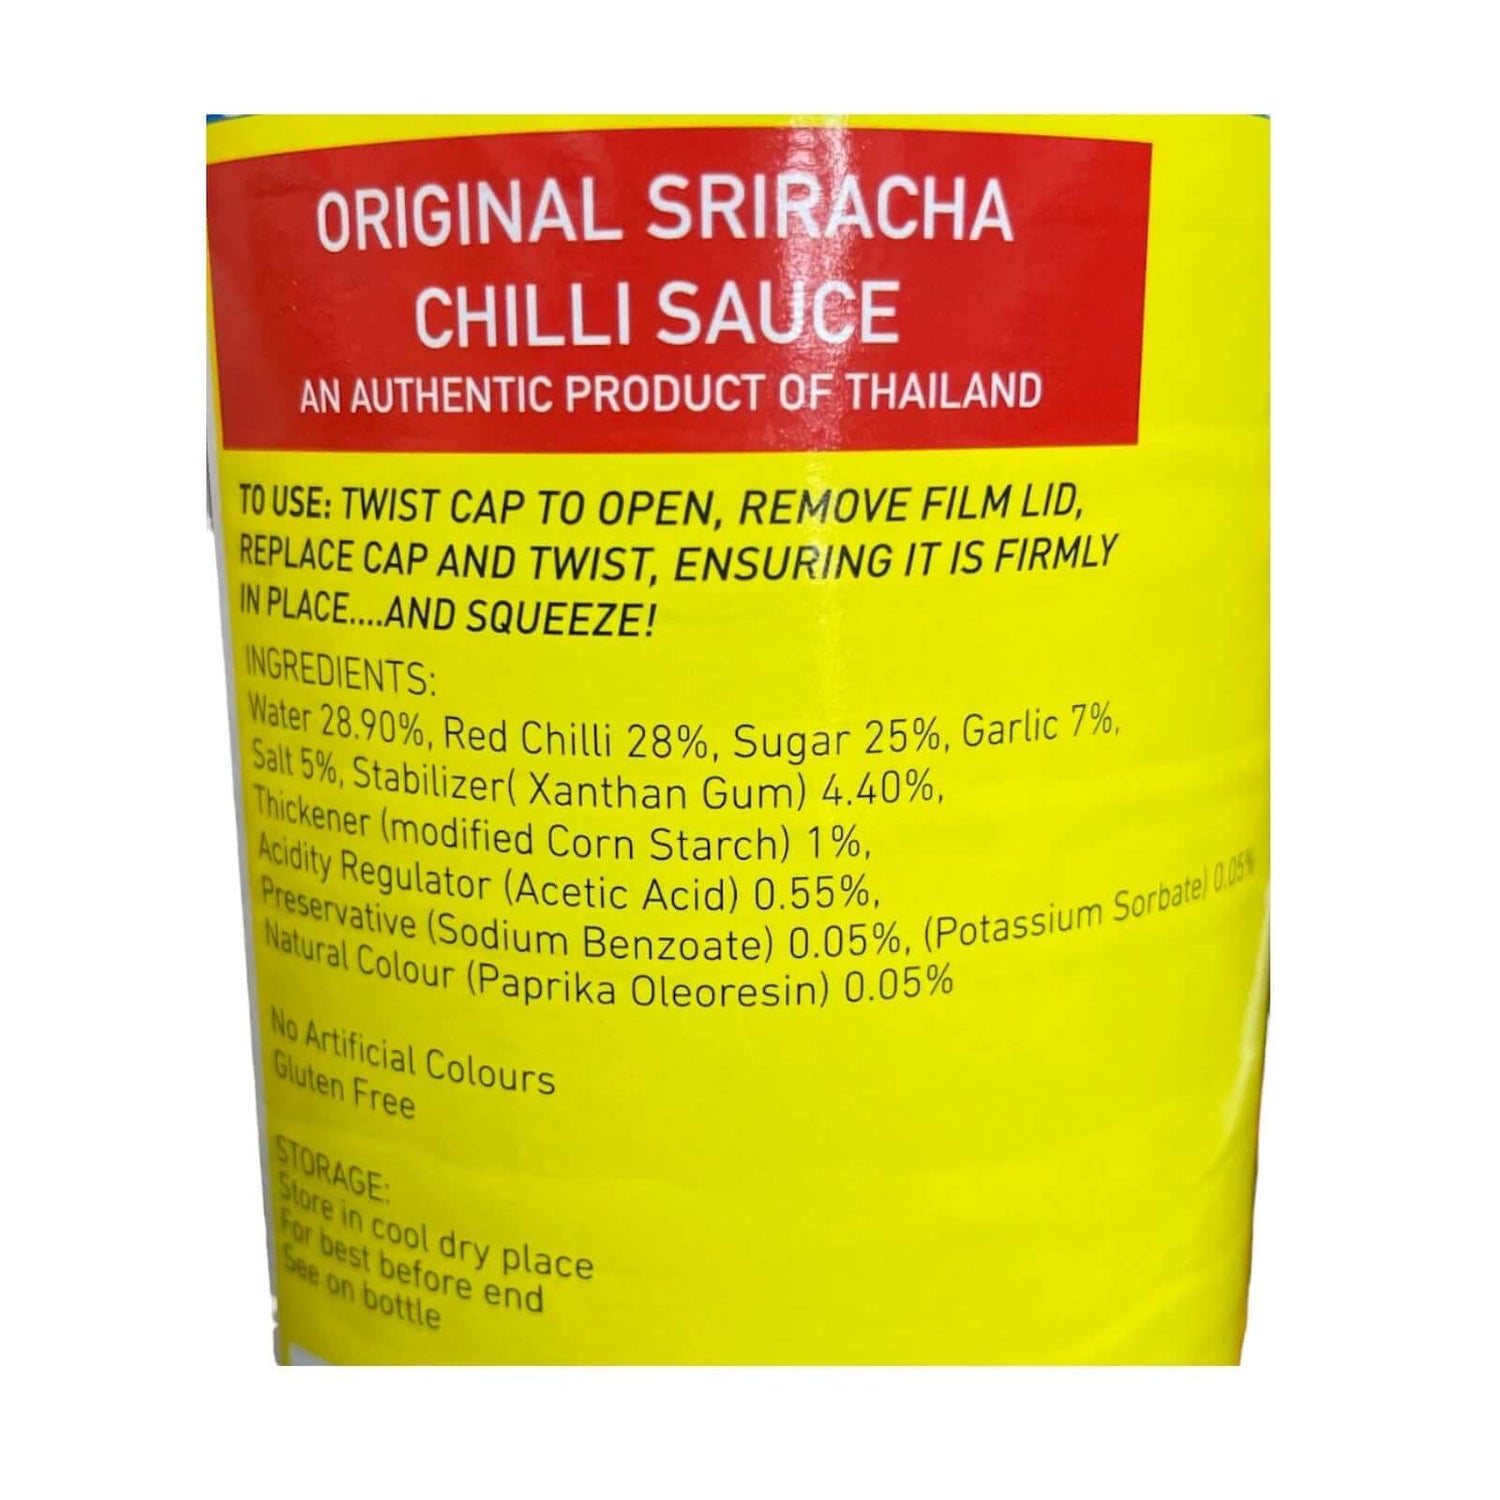 ORIGINAL SRIRACHA
CHILLI SAUCE
AN AUTHENTIC PRODUCT OF THAILAND
TO USE: TWIST CAP TO OPEN, REMOVE FILM LID,
REPLACE CAP AND TWIST, ENSURING IT IS FIRMLY
IN PLACE....AND SQUEEZE!
INGREDIENTS:
Water 28.90%, Red Chilli 28%, Sugar 25%, Garlic 7%,
Salt 5%, Stabilizer( Xanthan Gum) 4.40%,
Thickener (modified Corn Starch) 1%,
Acidity Regulator (Acetic Acid) 0.55%,
Preservative (Sodium Benzoate) 0.05%, (Potassium Sorbate) 0.05%
Natural Colour (Paprika Oleoresin) 0.05%
No Artificial Colours
Gluten Free
STORAGE:
Store in cool dry place
For best before end
See on bottle